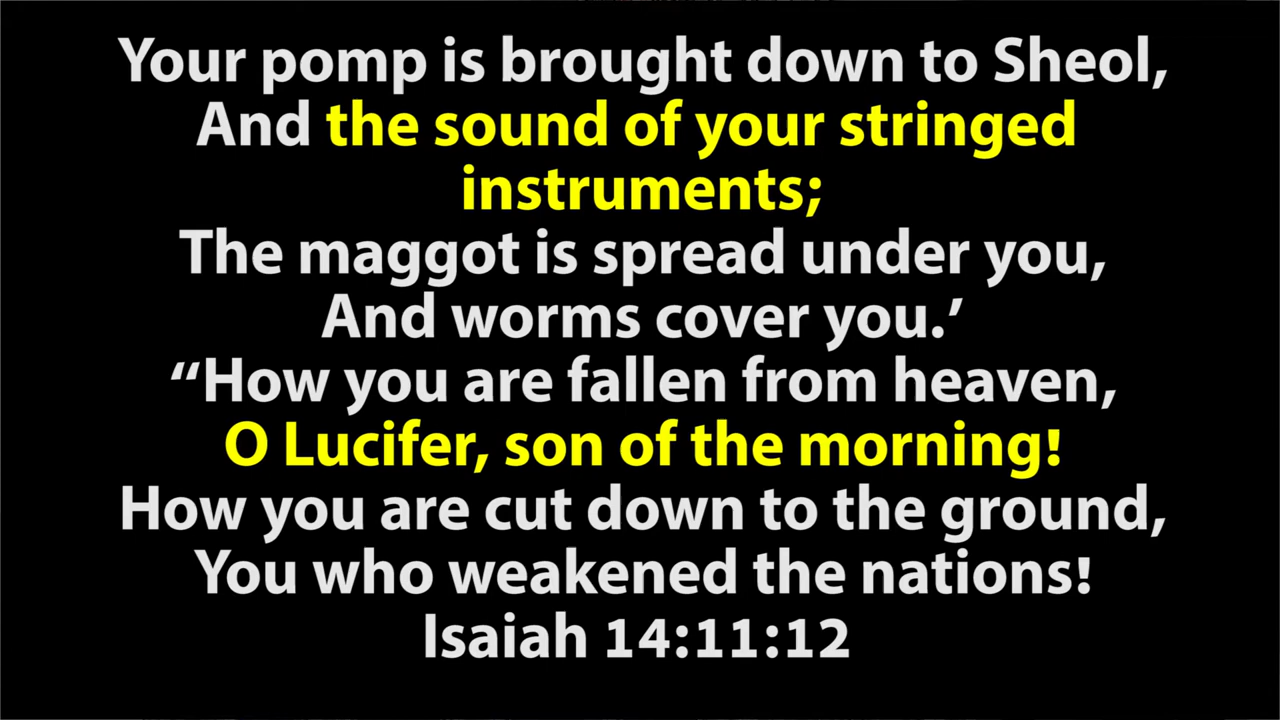 Your pomp is brought down to Sheol,
And the sound of your stringed
instruments;
The maggot is spread under you,
And worms cover you.’
“How you are fallen from heaven,
O Lucifer, son of the morning!
How you are cut down to the ground,
You who weakened the nations!
Isaiah 14:11:12